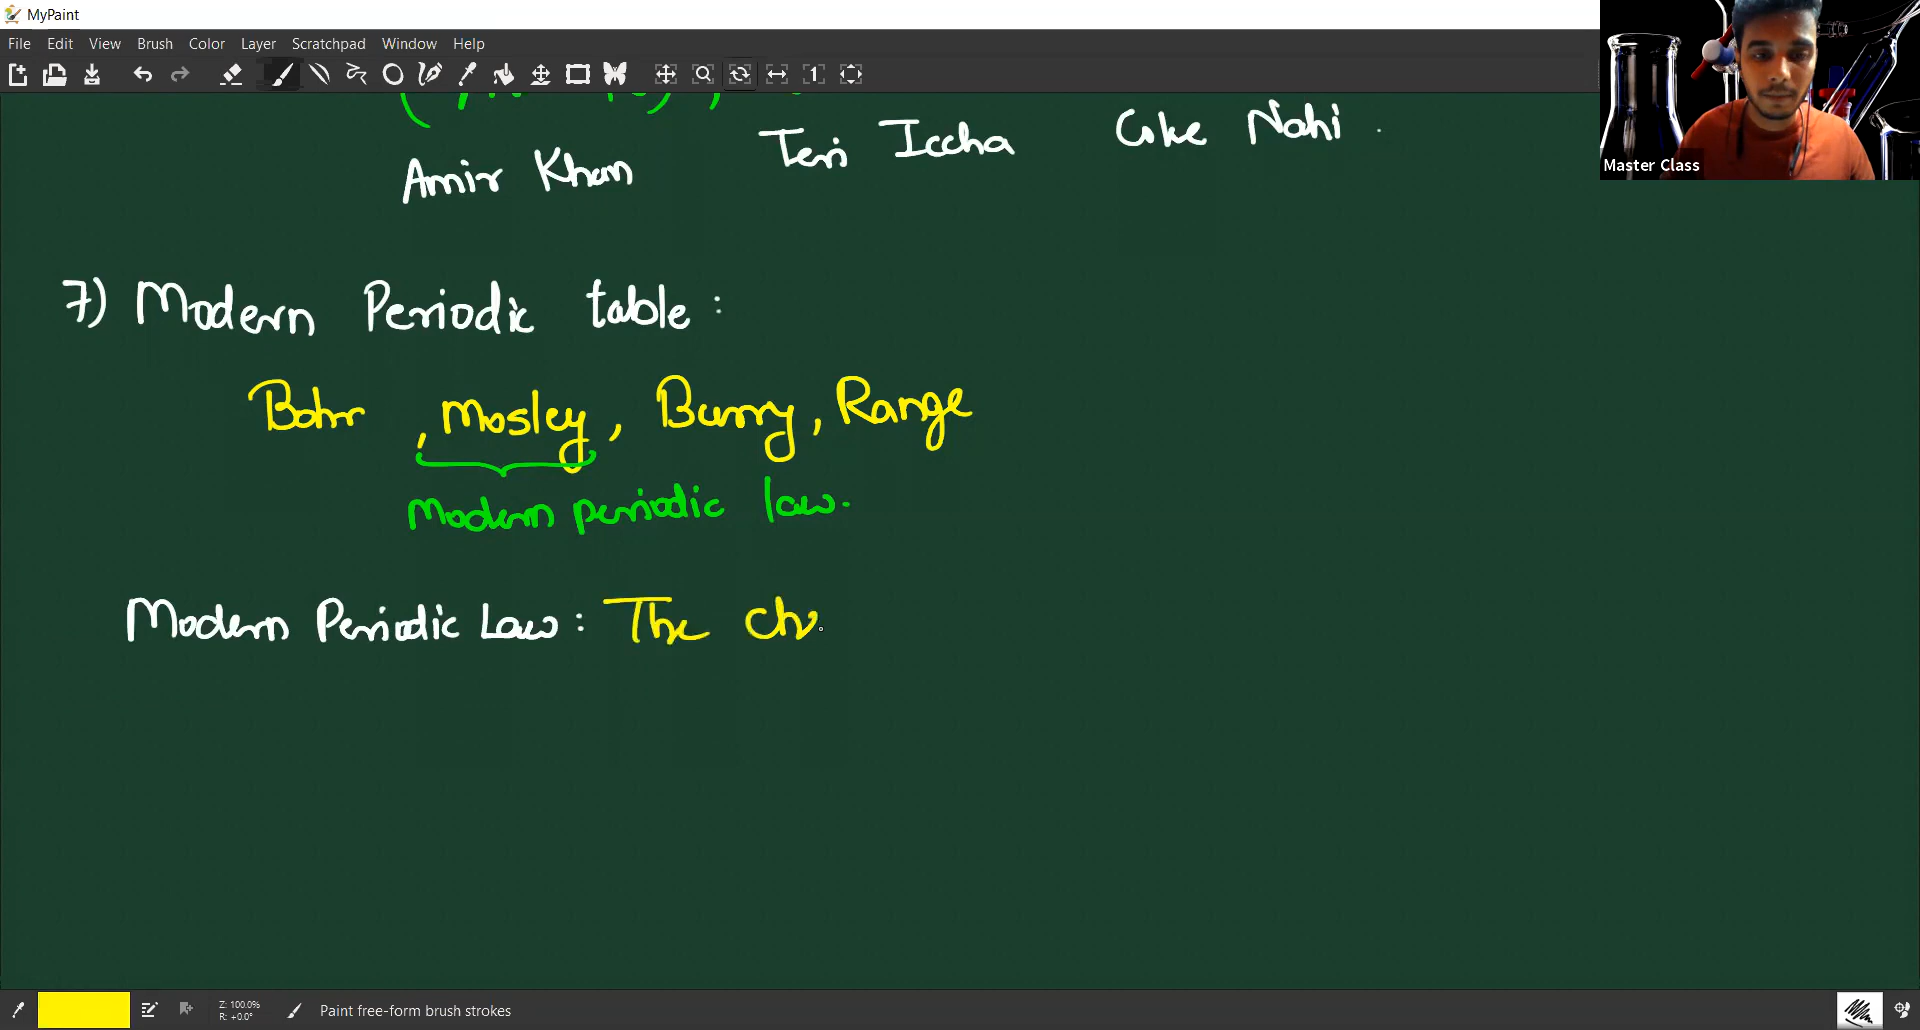 MyPaint
File Edit View Brush Color Layer Scratchpad Window Help
Master Class
Amir Khan Teri Iccha Coke Nahi .
7) Modern Periodic table :
Bohr , Mosley , Burry , Range
Modern periodic law.
Modern Periodic Law : The
Z: 100.0%
R: +0.0°
Paint free-form brush strokes